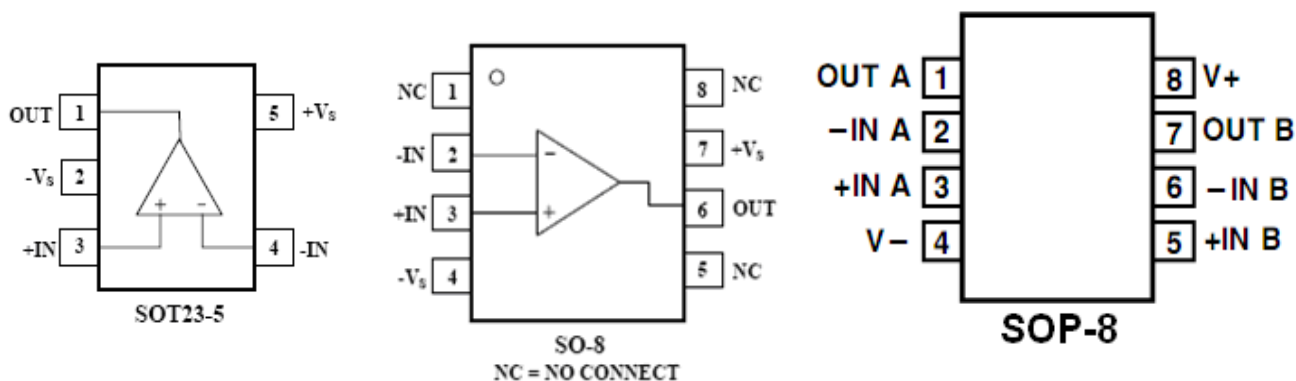 OUT 1
-Vs 2
+IN 3
5 +Vs
4 -IN
+ -
SOT23-5
NC 1
-IN 2
+IN 3
-Vs 4
8 NC
7 +Vs
6 OUT
5 NC
−
+
SO-8
NC = NO CONNECT
OUT A 1
−IN A 2
+IN A 3
V− 4
8 V+
7 OUT B
6 −IN B
5 +IN B
SOP-8